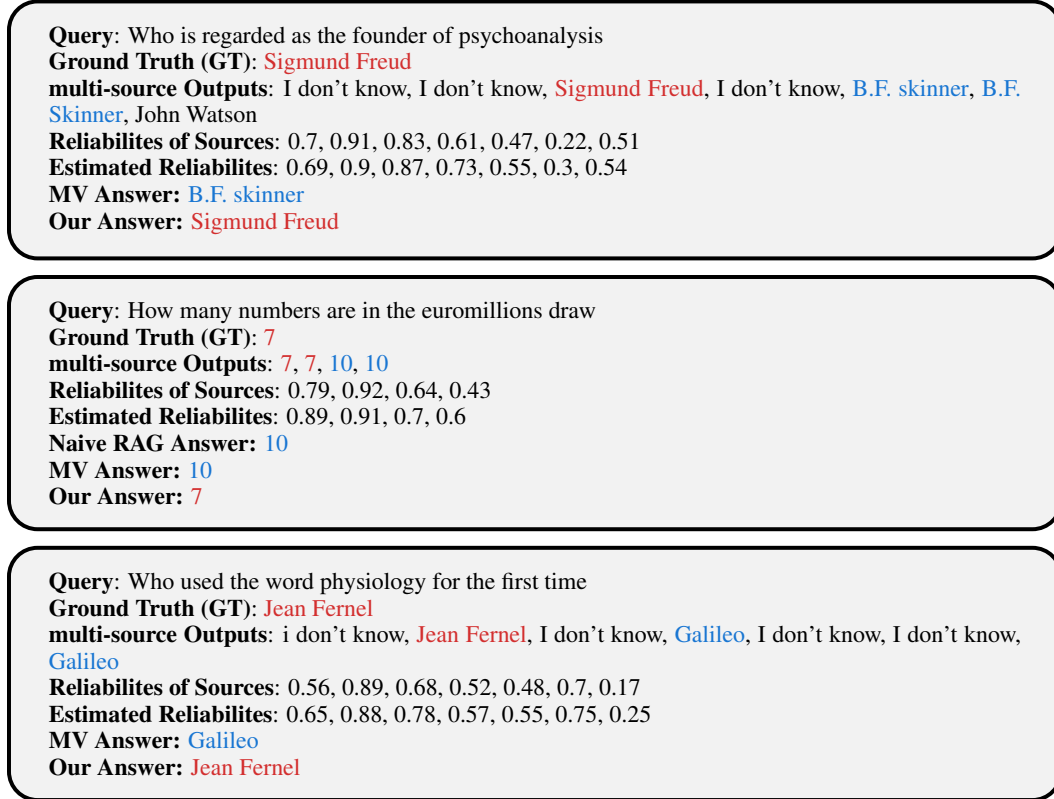 Query: Who is regarded as the founder of psychoanalysis
Ground Truth (GT): Sigmund Freud
multi-source Outputs: I don't know, I don't know, Sigmund Freud, I don't know, B.F. skinner, B.F.
Skinner, John Watson
Reliabilites of Sources: 0.7, 0.91, 0.83, 0.61, 0.47, 0.22, 0.51
Estimated Reliabilites: 0.69, 0.9, 0.87, 0.73, 0.55, 0.3, 0.54
MV Answer: B.F. skinner
Our Answer: Sigmund Freud
Query: How many numbers are in the euromillions draw
Ground Truth (GT): 7
multi-source Outputs: 7, 7, 10, 10
Reliabilites of Sources: 0.79, 0.92, 0.64, 0.43
Estimated Reliabilites: 0.89, 0.91, 0.7, 0.6
Naive RAG Answer: 10
MV Answer: 10
Our Answer: 7
Query: Who used the word physiology for the first time
Ground Truth (GT): Jean Fernel
multi-source Outputs: i don't know, Jean Fernel, I don't know, Galileo, I don't know, I don't know,
Galileo
Reliabilites of Sources: 0.56, 0.89, 0.68, 0.52, 0.48, 0.7, 0.17
Estimated Reliabilites: 0.65, 0.88, 0.78, 0.57, 0.55, 0.75, 0.25
MV Answer: Galileo
Our Answer: Jean Fernel